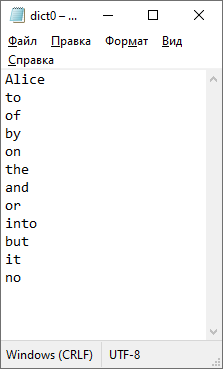 dict0 – ...
Файл Правка Формат Вид
Справка
Alice
to
of
by
on
the
and
or
into
but
it
no
Windows (CRLF) UTF-8